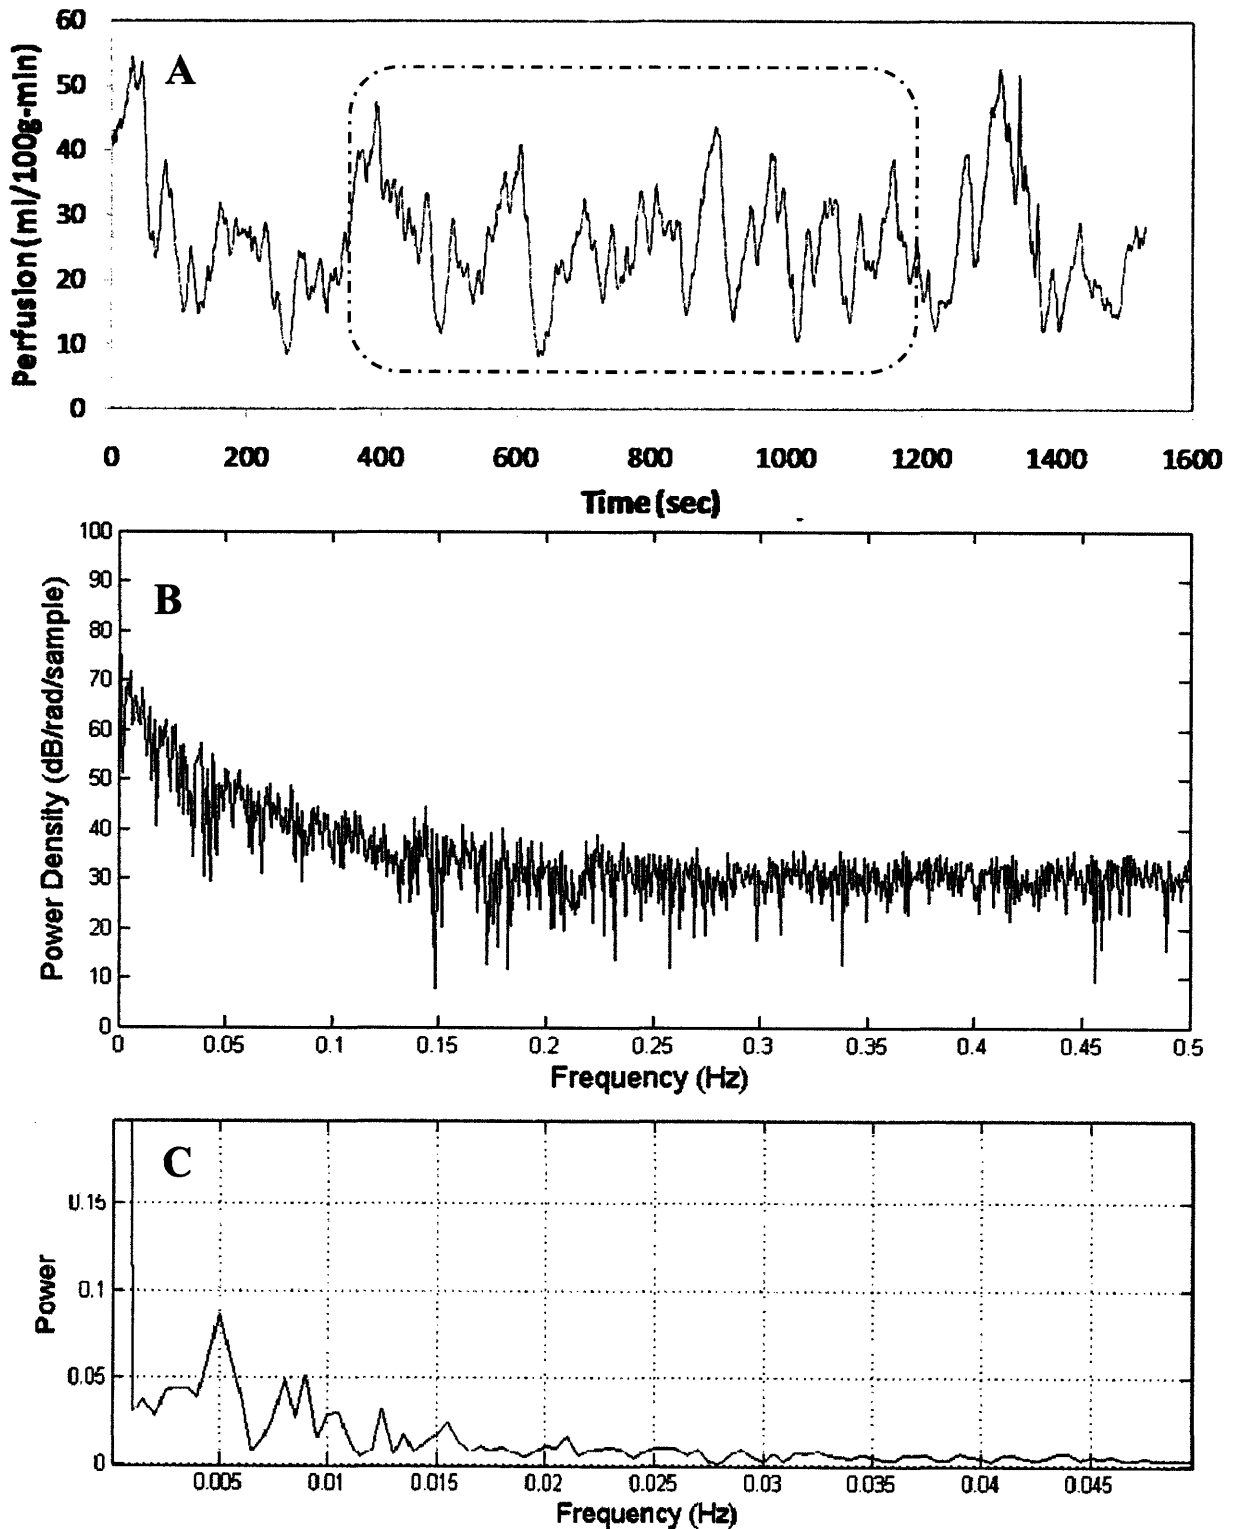 A
Perfusion (ml/100g-min)
60
50
40
30
20
10
0
0 200 400 600 800 1000 1200 1400 1600
Time (sec)
B
Power Density (dB/rad/sample)
100
90
80
70
60
50
40
30
20
10
0
0 0.05 0.1 0.15 0.2 0.25 0.3 0.35 0.4 0.45 0.5
Frequency (Hz)
C
Power
0.15
0.1
0.05
0
0.005 0.01 0.015 0.02 0.025 0.03 0.035 0.04 0.045
Frequency (Hz)